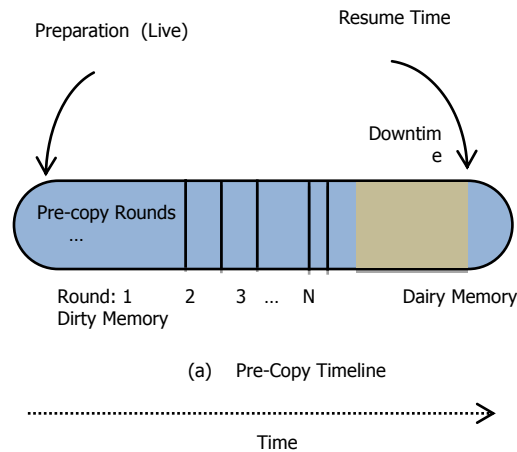 Preparation (Live)
Resume Time
Downtim
e
Pre-copy Rounds
...
Round: 1 2 3 ... N Dairy Memory
Dirty Memory
(a) Pre-Copy Timeline
Time